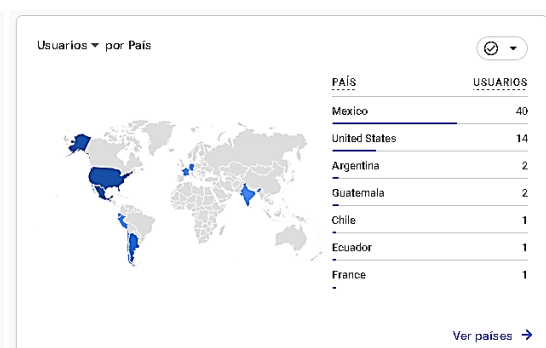 Usuarios por País
PAÍS USUARIOS
Mexico 40
United States 14
Argentina 2
Guatemala 2
Chile 1
Ecuador 1
France 1
Ver países